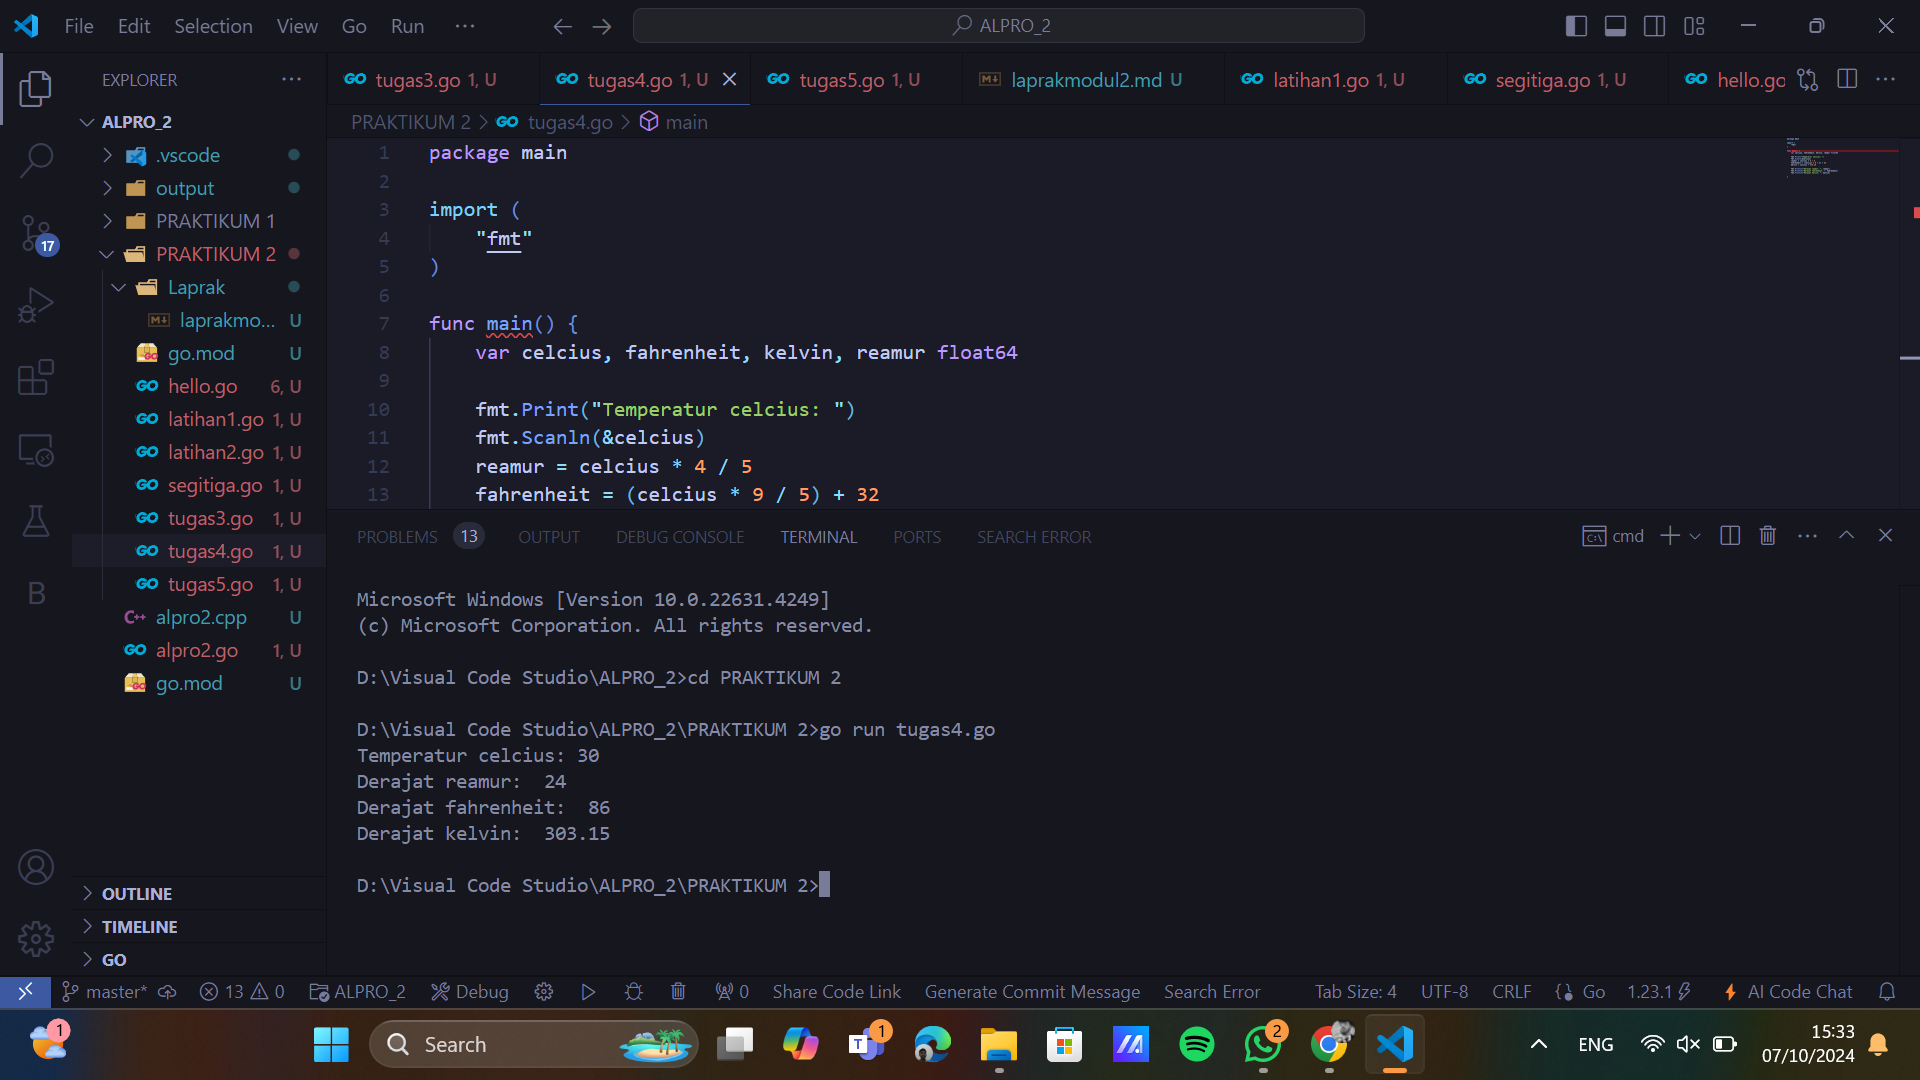 File Edit Selection View Go Run ··· ALPRO_2
EXPLORER ···
ALPRO_2
.vscode
output
PRAKTIKUM 1
PRAKTIKUM 2
Laprak
laprakmo... U
go.mod U
hello.go 6, U
latihan1.go 1, U
latihan2.go 1, U
segitiga.go 1, U
tugas3.go 1, U
tugas4.go 1, U
tugas5.go 1, U
alpro2.cpp U
alpro2.go 1, U
go.mod U
OUTLINE
TIMELINE
GO
17
B
tugas3.go 1, U tugas4.go 1, U tugas5.go 1, U laprakmodul2.md U latihan1.go 1, U segitiga.go 1, U hello.go
PRAKTIKUM 2 > tugas4.go > main
1 package main
2
3 import (
4 "fmt"
5 )
6
7 func main() {
8 var celcius, fahrenheit, kelvin, reamur float64
9
10 fmt.Print("Temperatur celcius: ")
11 fmt.Scanln(&celcius)
12 reamur = celcius * 4 / 5
13 fahrenheit = (celcius * 9 / 5) + 32
PROBLEMS 13 OUTPUT DEBUG CONSOLE TERMINAL PORTS SEARCH ERROR cmd
Microsoft Windows [Version 10.0.22631.4249]
(c) Microsoft Corporation. All rights reserved.
D:\Visual Code Studio\ALPRO_2>cd PRAKTIKUM 2
D:\Visual Code Studio\ALPRO_2\PRAKTIKUM 2>go run tugas4.go
Temperatur celcius: 30
Derajat reamur:  24
Derajat fahrenheit:  86
Derajat kelvin:  303.15
D:\Visual Code Studio\ALPRO_2\PRAKTIKUM 2>
master* 13 0 ALPRO_2 Debug 0 Share Code Link Generate Commit Message Search Error Tab Size: 4 UTF-8 CRLF Go 1.23.1 AI Code Chat
1 Search 1 2 ENG 15:33
07/10/2024